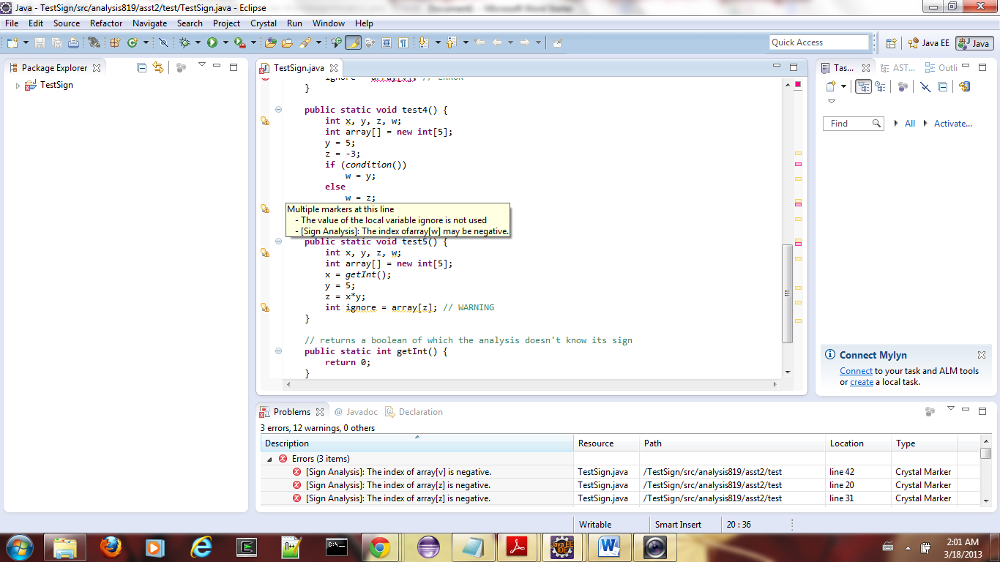 Java - TestSign/src/analysis819/asst2/test/TestSign.java - Eclipse
File Edit Source Refactor Navigate Search Project Crystal Run Window Help
Quick Access
Java EE
Java
Package Explorer
TestSign
TestSign.java
ignore = array[v]; // ERROR
}
public static void test4() {
int x, y, z, w;
int array[] = new int[5];
y = 5;
z = -3;
if (condition())
w = y;
else
w = z;
Multiple markers at this line
- The value of the local variable ignore is not used
- [Sign Analysis]: The index ofarray[w] may be negative.
public static void test5() {
int x, y, z, w;
int array[] = new int[5];
x = getInt();
y = 5;
z = x*y;
int ignore = array[z]; // WARNING
}
// returns a boolean of which the analysis doesn't know its sign
public static int getInt() {
return 0;
}
Tas...
AST...
Outli
Find
All
Activate...
Connect Mylyn
Connect to your task and ALM tools
or create a local task.
Problems
@ Javadoc
Declaration
3 errors, 12 warnings, 0 others
Description Resource Path Location Type
Errors (3 items)
[Sign Analysis]: The index of array[v] is negative. TestSign.java /TestSign/src/analysis819/asst2/test line 42 Crystal Marker
[Sign Analysis]: The index of array[z] is negative. TestSign.java /TestSign/src/analysis819/asst2/test line 20 Crystal Marker
[Sign Analysis]: The index of array[z] is negative. TestSign.java /TestSign/src/analysis819/asst2/test line 31 Crystal Marker
Writable
Smart Insert
20 : 36
2:01 AM
3/18/2013